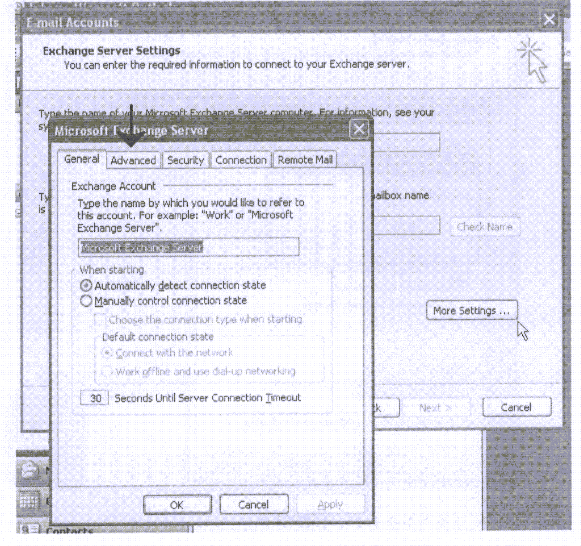 E-mail Accounts
Exchange Server Settings
You can enter the required information to connect to your Exchange server.
Type the name of your Microsoft Exchange Server computer. For information, see your
sy
Microsoft Exchange Server
General Advanced Security Connection Remote Mail
Exchange Account
Type the name by which you would like to refer to
this account. For example: "Work" or "Microsoft
Exchange Server".
Microsoft Exchange Server
Ty
mailbox name
is
Check Name
When starting
Automatically detect connection state
Manually control connection state
Choose the connection type when starting
Default connection state
Connect with the network
Work offline and use dial-up networking
30 Seconds Until Server Connection Timeout
More Settings ...
k Next > Cancel
OK Cancel Apply
Contacts